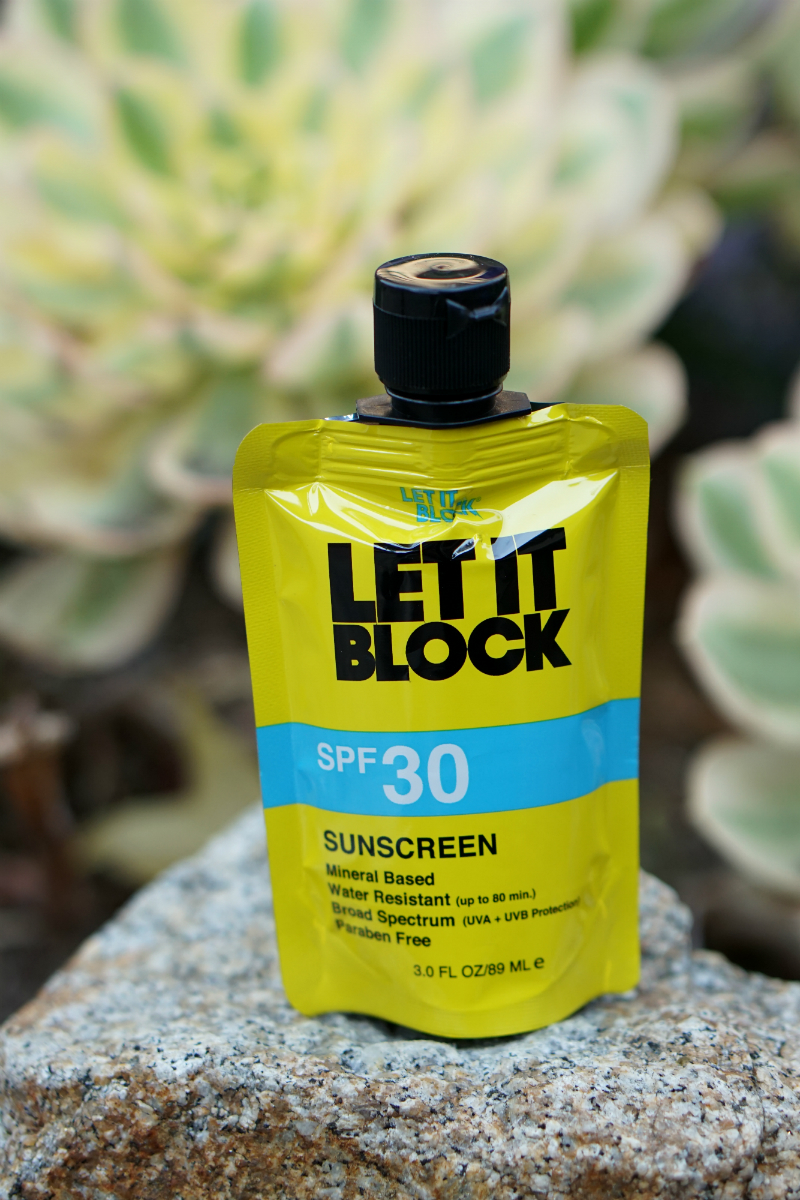 LET IT
BLOCK
LET IT
BLOCK
SPF 30
SUNSCREEN
Mineral Based
Water Resistant (up to 80 min.)
Broad Spectrum (UVA + UVB Protection)
Paraben Free
3.0 FL OZ/89 ML ℮